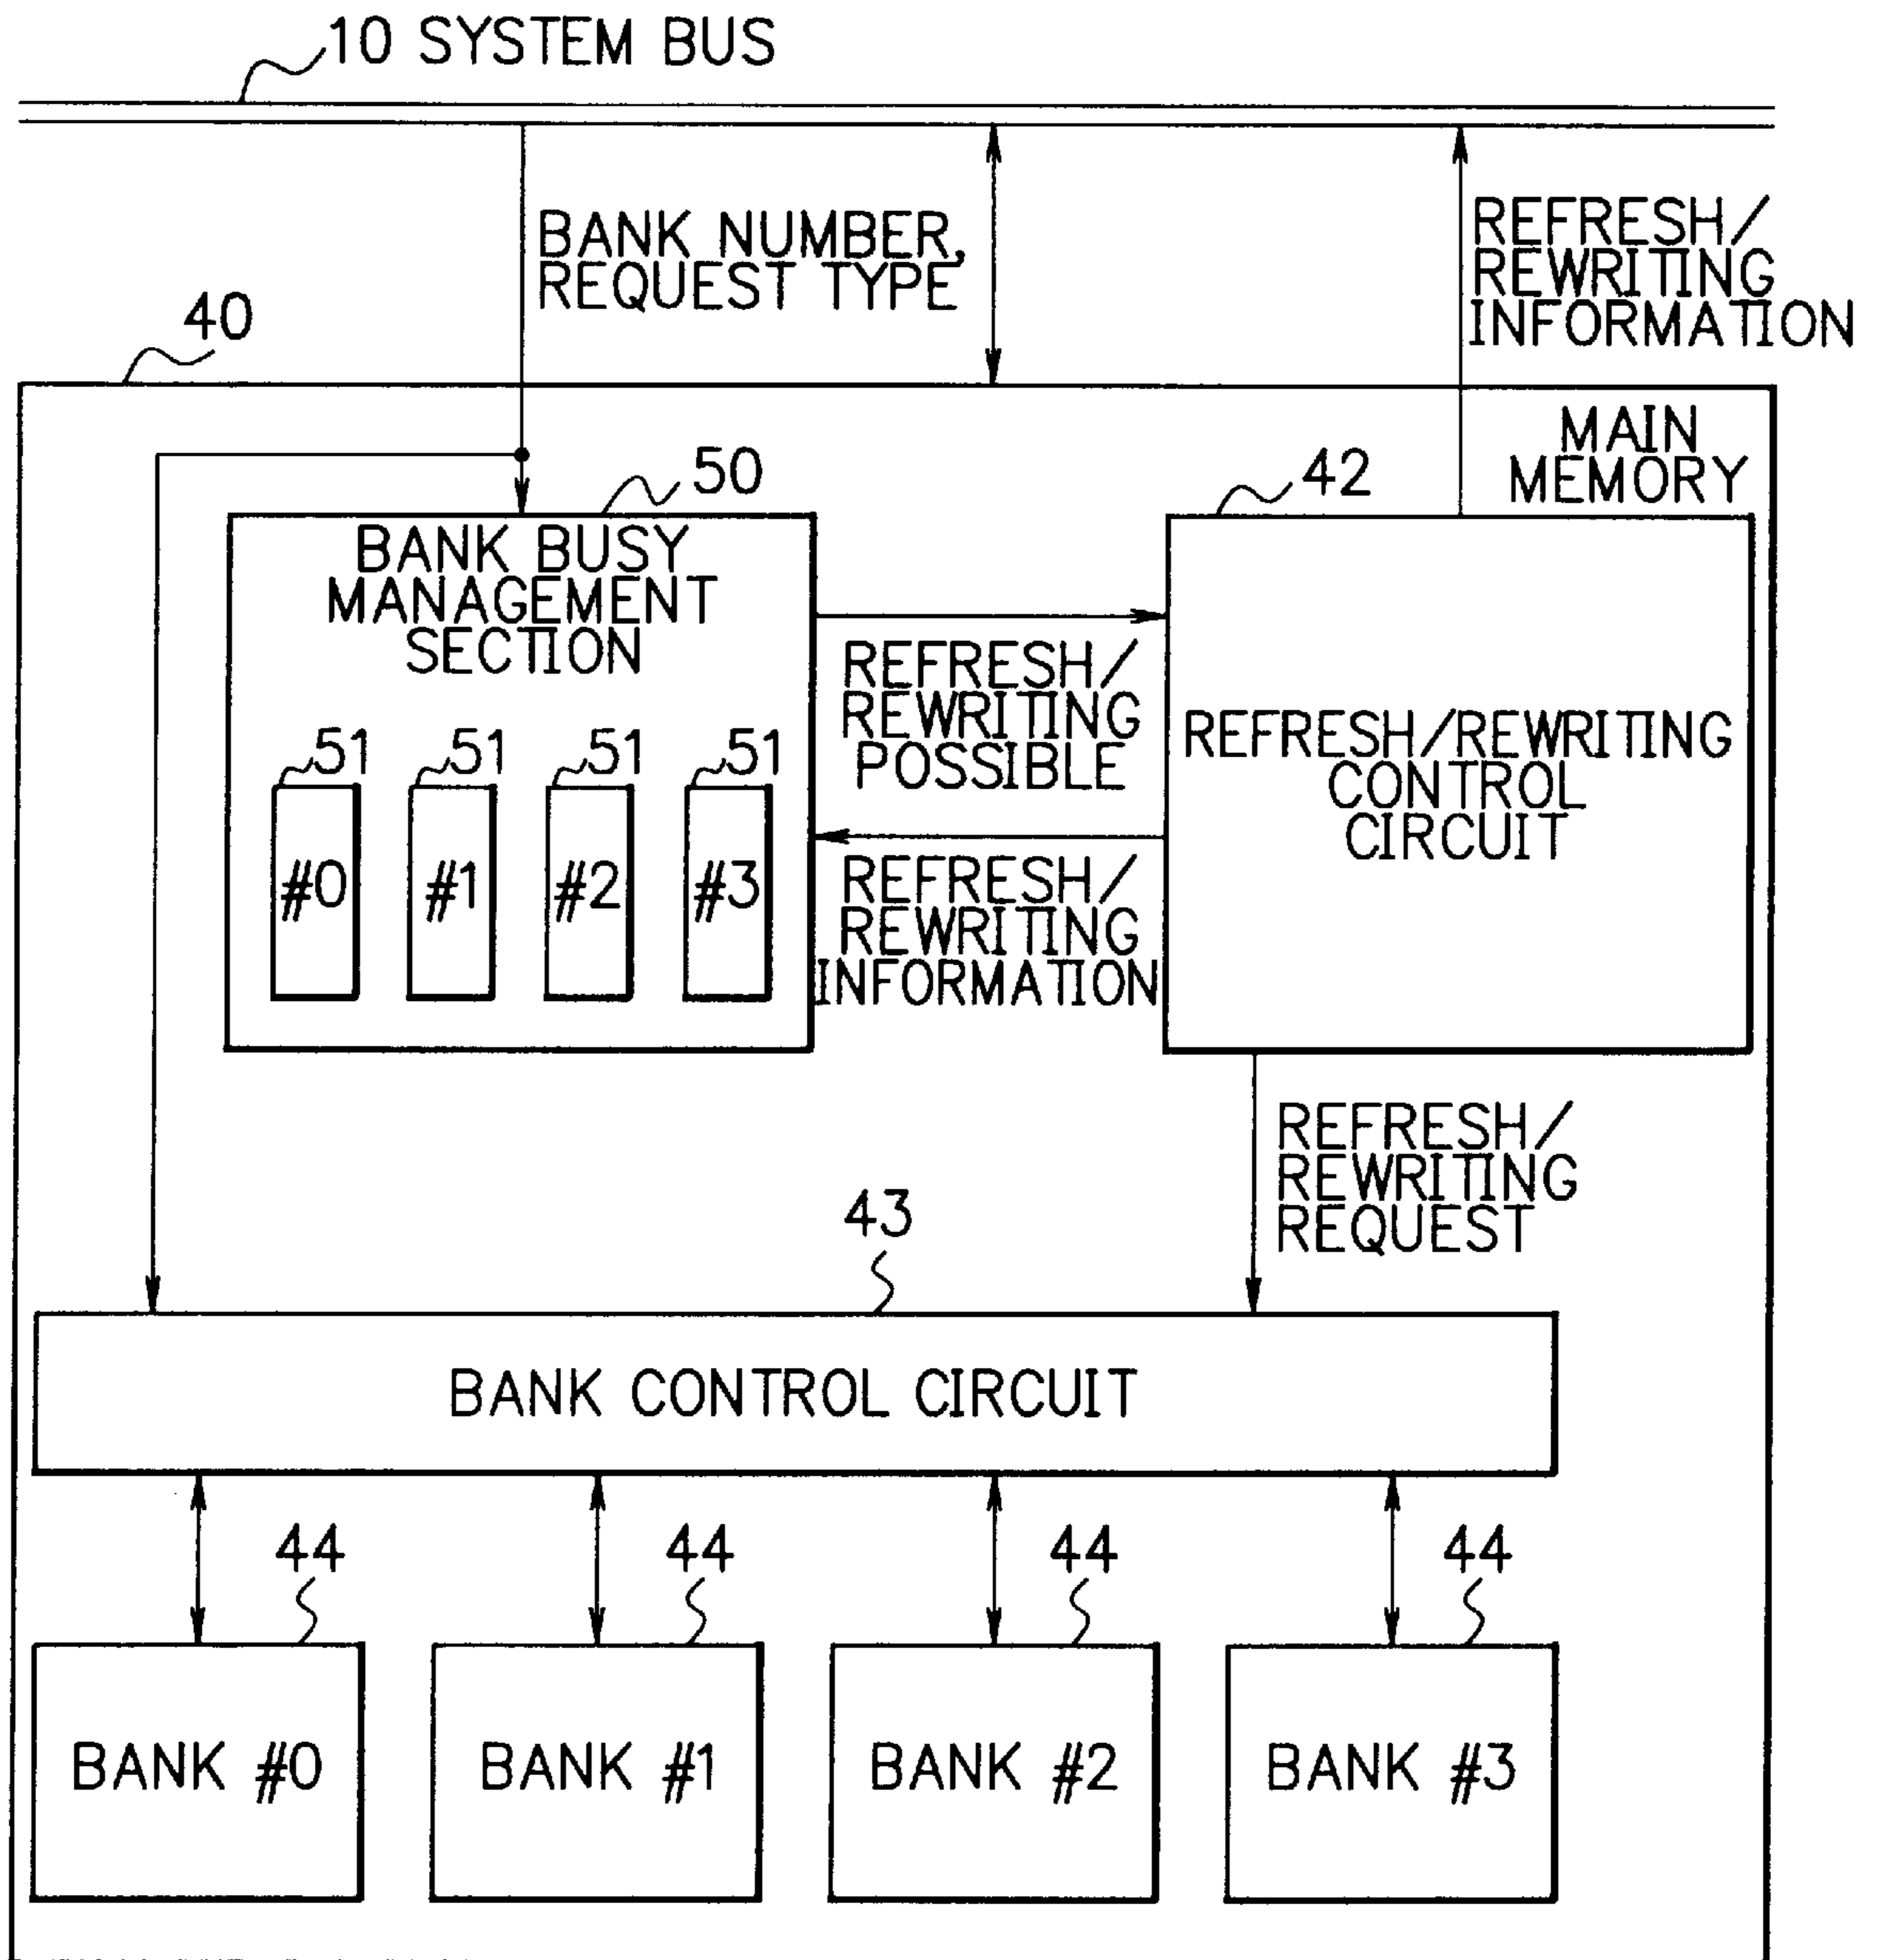 10 SYSTEM BUS
BANK NUMBER,
REQUEST TYPE
REFRESH/
REWRITING
INFORMATION
40
MAIN
MEMORY
50
42
BANK BUSY
MANAGEMENT
SECTION
REFRESH/
REWRITING
POSSIBLE
REFRESH/REWRITING
CONTROL
CIRCUIT
51 51 51 51
#0 #1 #2 #3
REFRESH/
REWRITING
INFORMATION
REFRESH/
REWRITING
REQUEST
43
BANK CONTROL CIRCUIT
44 44 44 44
BANK #0 BANK #1 BANK #2 BANK #3